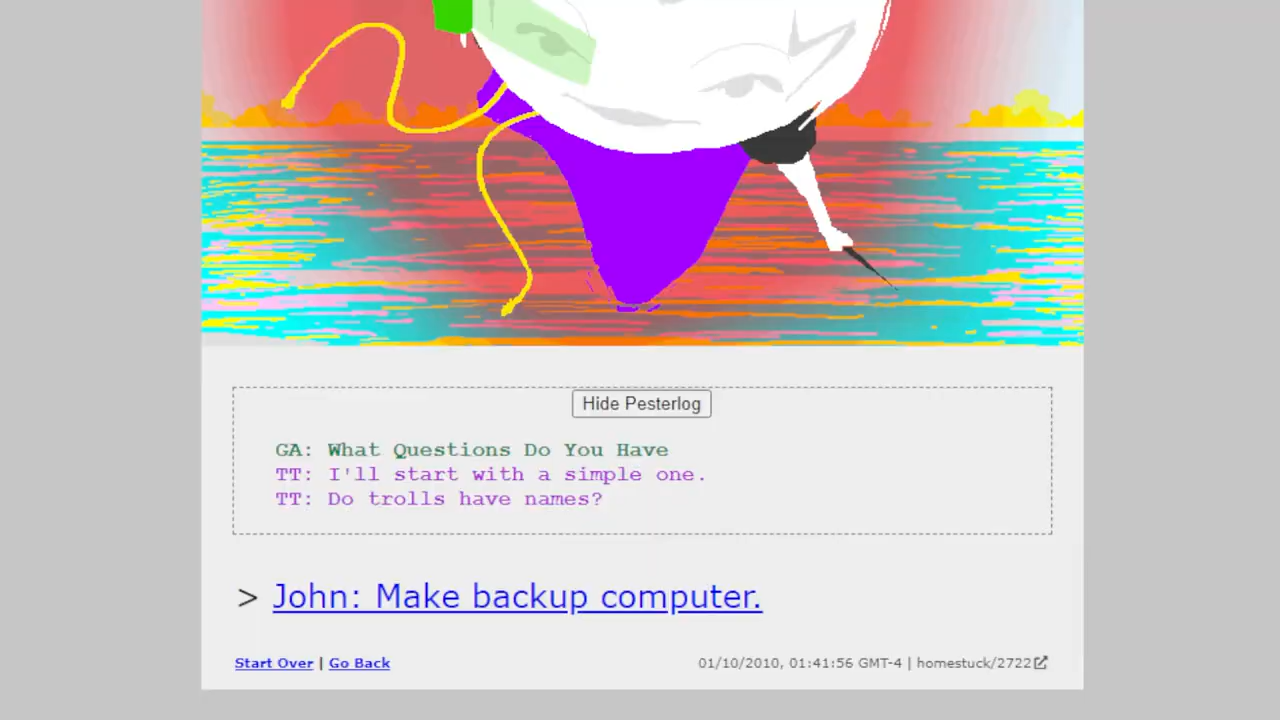 Hide Pesterlog
GA: What Questions Do You Have
TT: I'll start with a simple one.
TT: Do trolls have names?
> John: Make backup computer.
Start Over | Go Back
01/10/2010, 01:41:56 GMT-4 | homestuck/2722